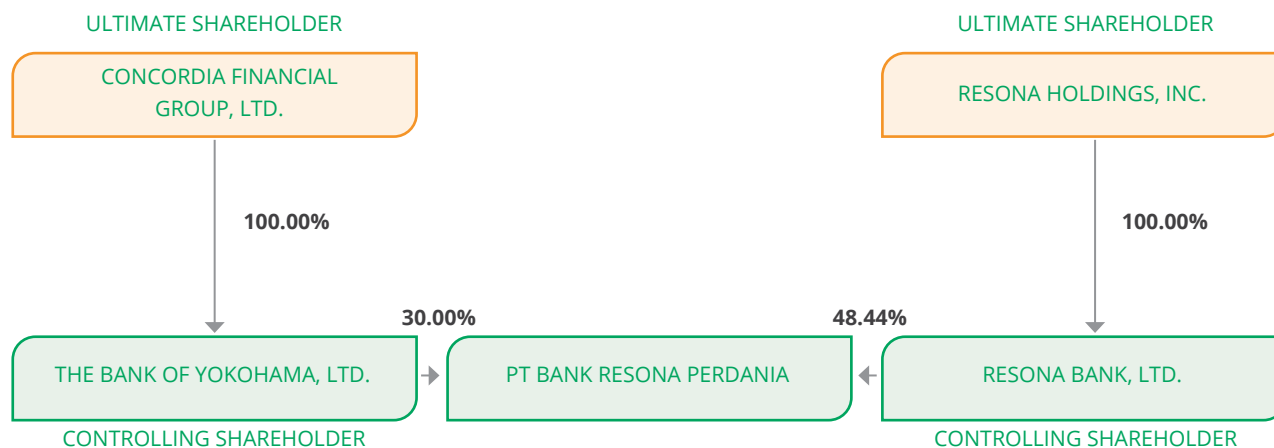 ULTIMATE SHAREHOLDER
CONCORDIA FINANCIAL
GROUP, LTD.
100.00%
ULTIMATE SHAREHOLDER
RESONA HOLDINGS, INC.
100.00%
30.00%
48.44%
THE BANK OF YOKOHAMA, LTD.
PT BANK RESONA PERDANIA
RESONA BANK, LTD.
CONTROLLING SHAREHOLDER
CONTROLLING SHAREHOLDER